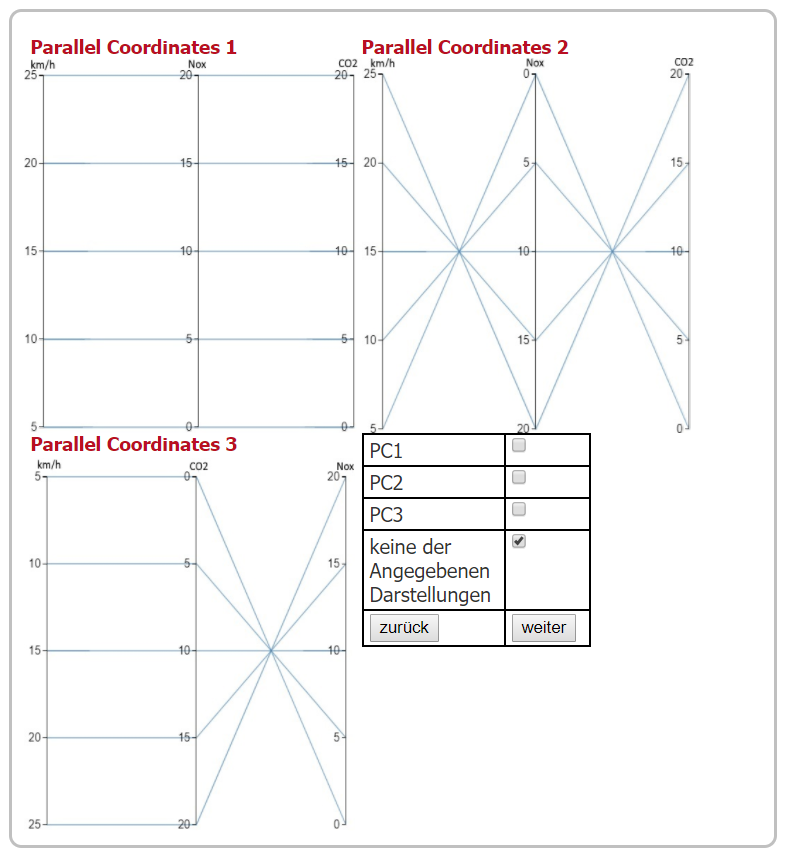 Parallel Coordinates 1
km/h Nox CO2
25 20 20
20 15 15
15 10 10
10 5 5
5 0 0
Parallel Coordinates 2
km/h Nox CO2
25 0 20
20 5 15
15 10 10
10 15 5
5 20 0
Parallel Coordinates 3
km/h CO2 Nox
5 0 20
10 5 15
15 10 10
20 15 5
25 20 0
PC1
PC2
PC3
keine der
Angegebenen
Darstellungen
zurück weiter